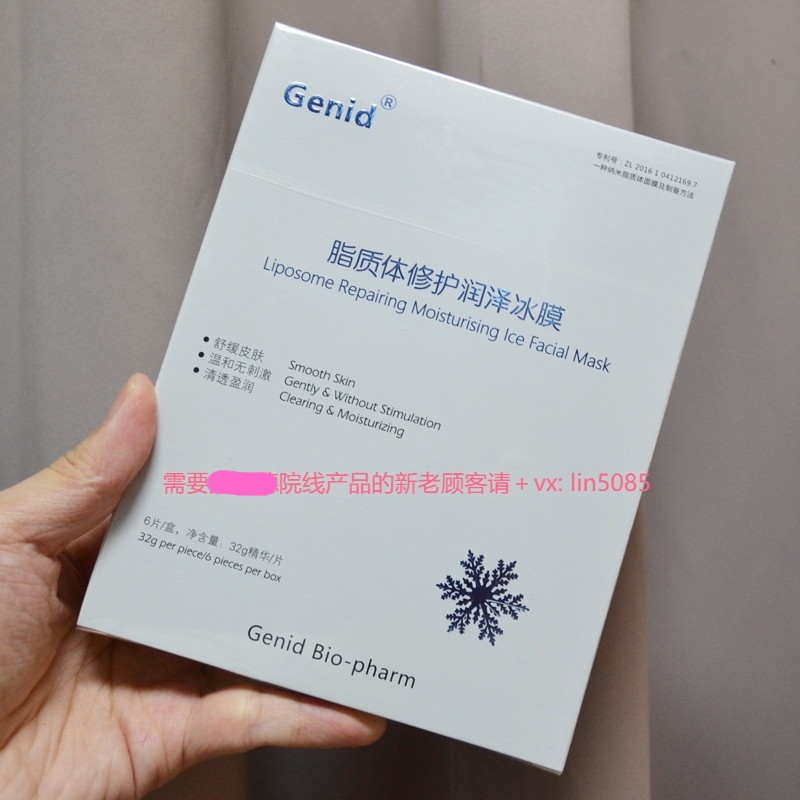 Genid®
专利号：ZL 2016 1 0412169.7
一种纳米脂质体面膜及制备方法
脂质体修护润泽冰膜
Liposome Repairing Moisturising Ice Facial Mask
• 舒缓皮肤 Smooth Skin
• 温和无刺激 Gently & Without Stimulation
• 清透盈润 Clearing & Moisturizing
需要 院线产品的新老顾客请+vx: lin5085
6片/盒，净含量：32g精华/片
32g per piece/6 pieces per box
Genid Bio-pharm